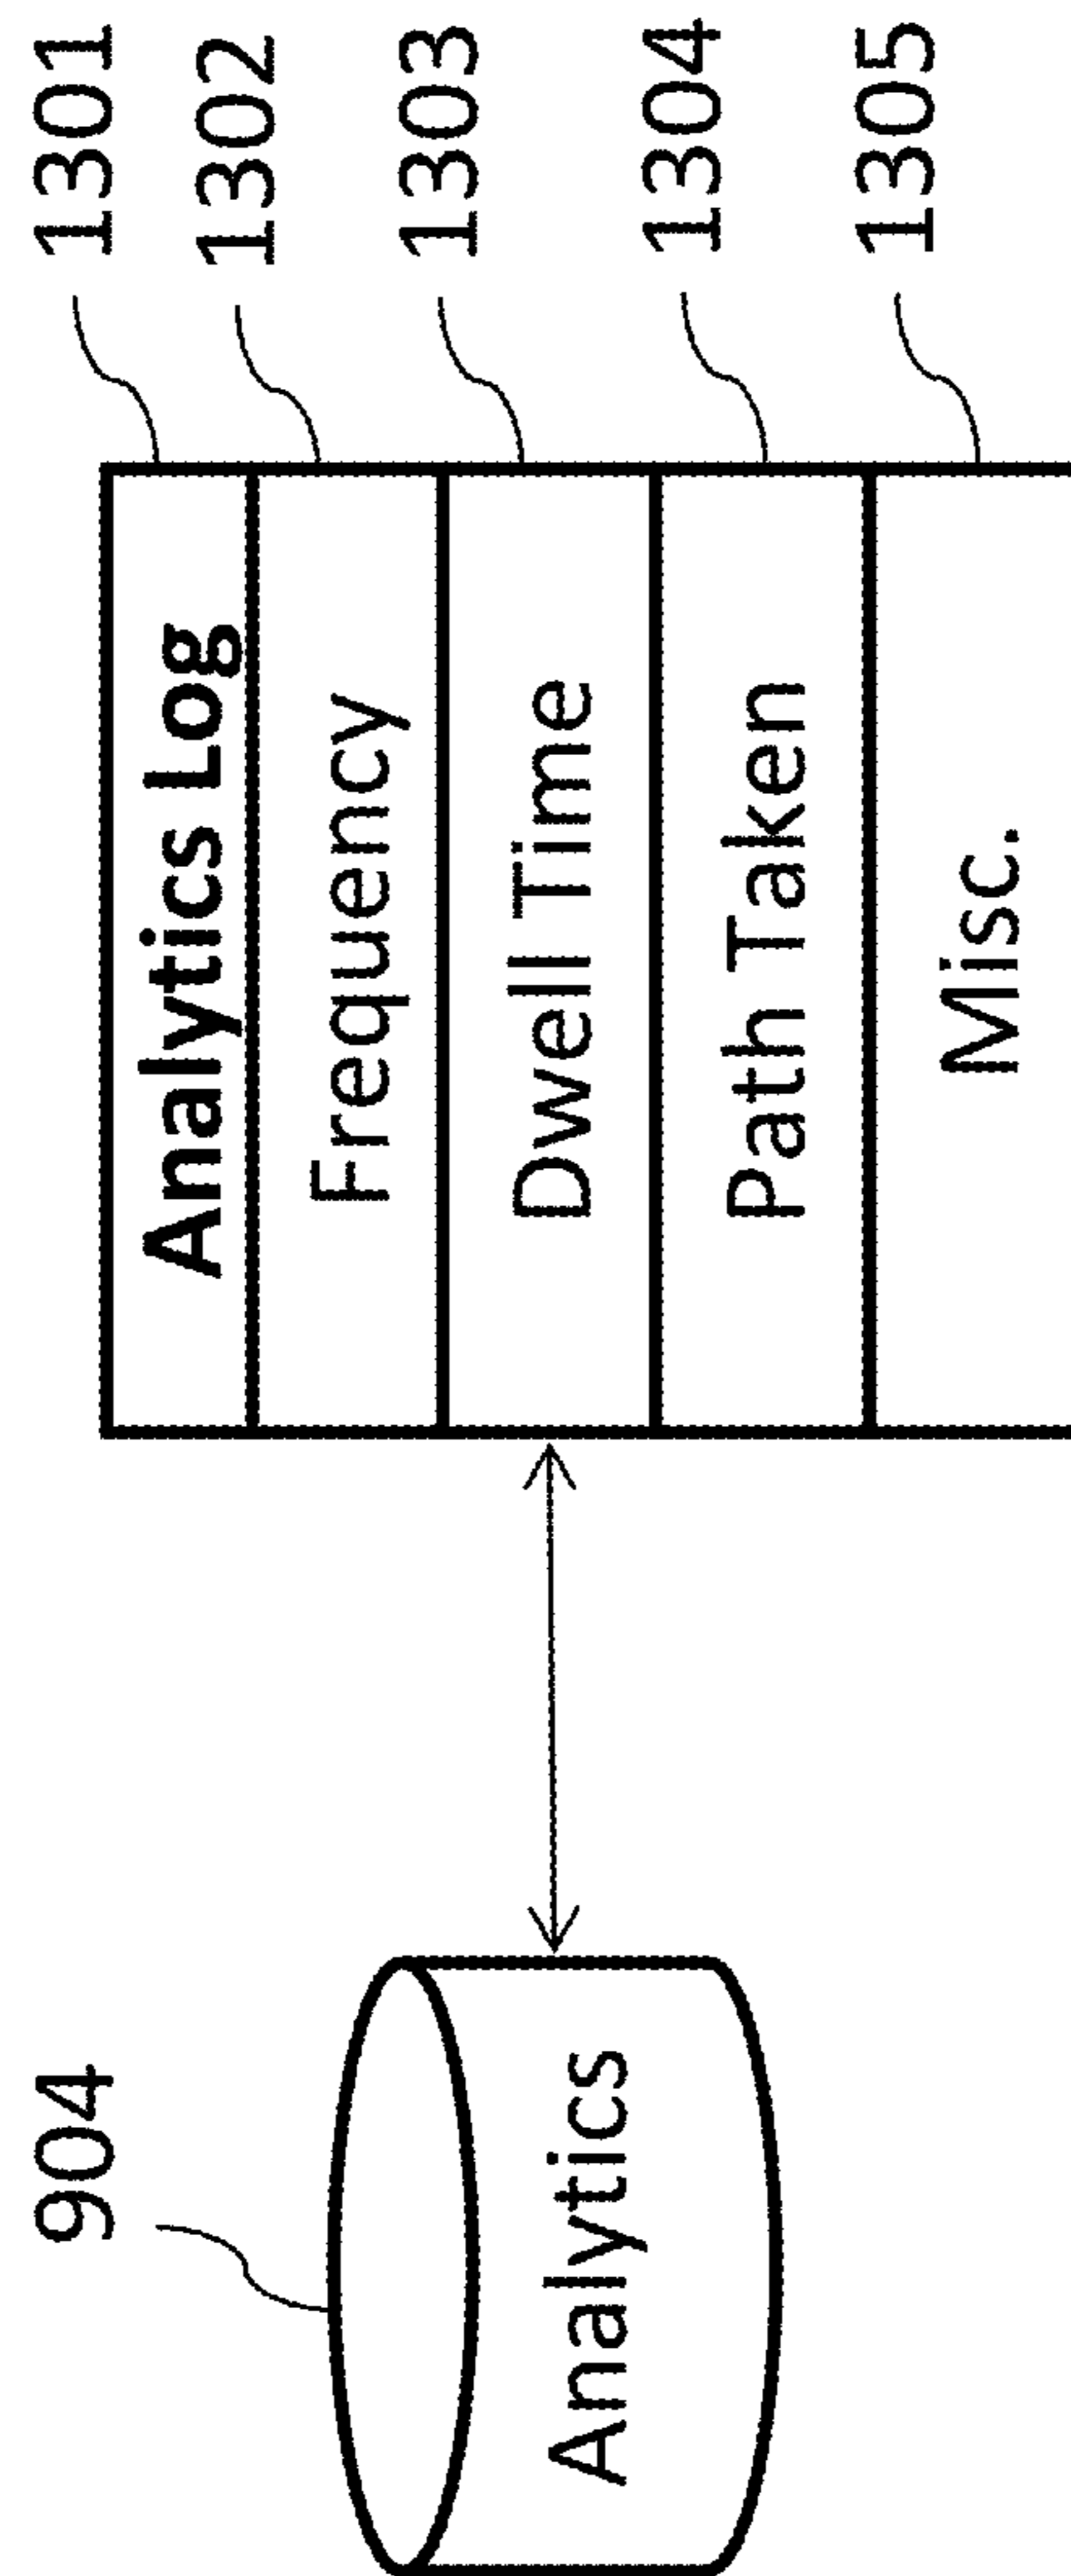 904
Analytics
Analytics Log
1301
Frequency
1302
Dwell Time
1303
Path Taken
1304
Misc.
1305